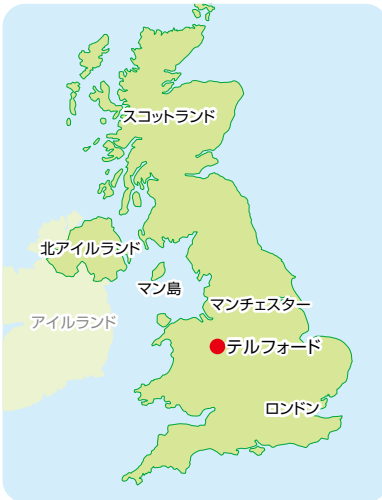 スコットランド
北アイルランド
マン島
マンチェスター
アイルランド
テルフォード
ロンドン